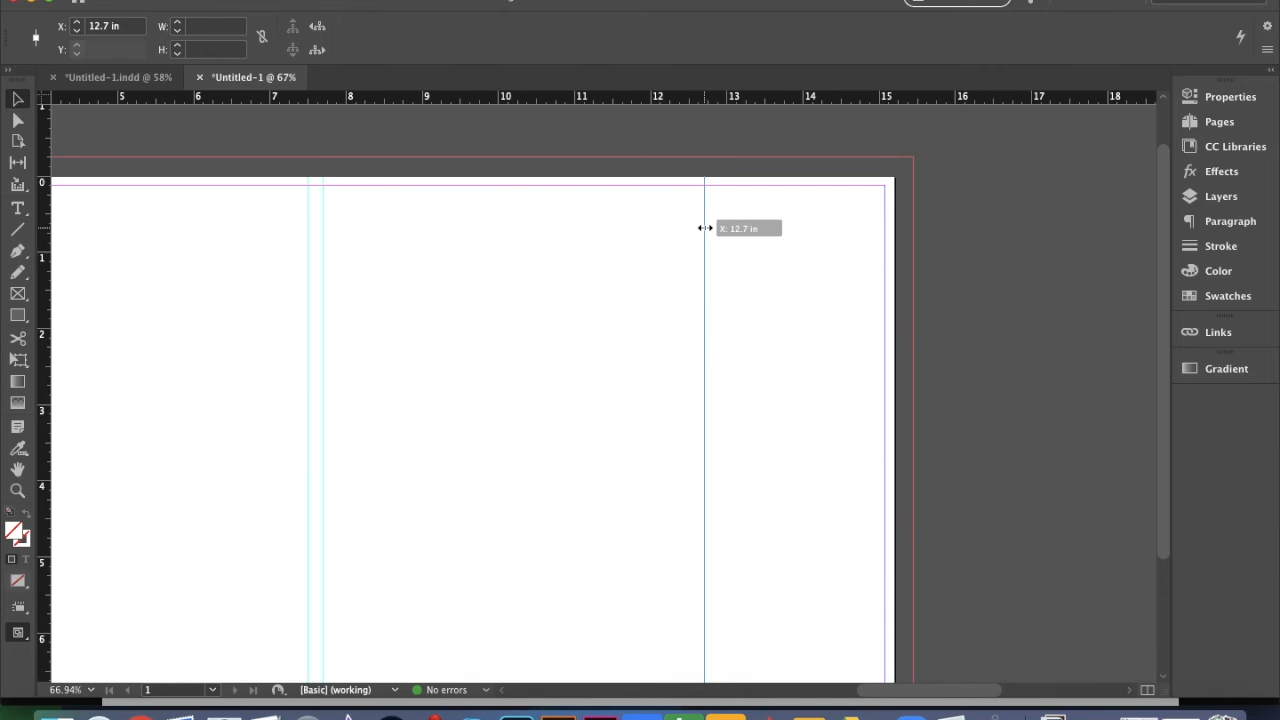 X: 12.7 in W:
Y: H:
*Untitled-1.indd @ 58% *Untitled-1 @ 67%
5 6 7 8 9 10 11 12 13 14 15 16 17 18
1
0
1
2
3
4
5
6
X: 12.7 in
Properties
Pages
CC Libraries
Effects
Layers
Paragraph
Stroke
Color
Swatches
Links
Gradient
66.94% 1 [Basic] (working) No errors